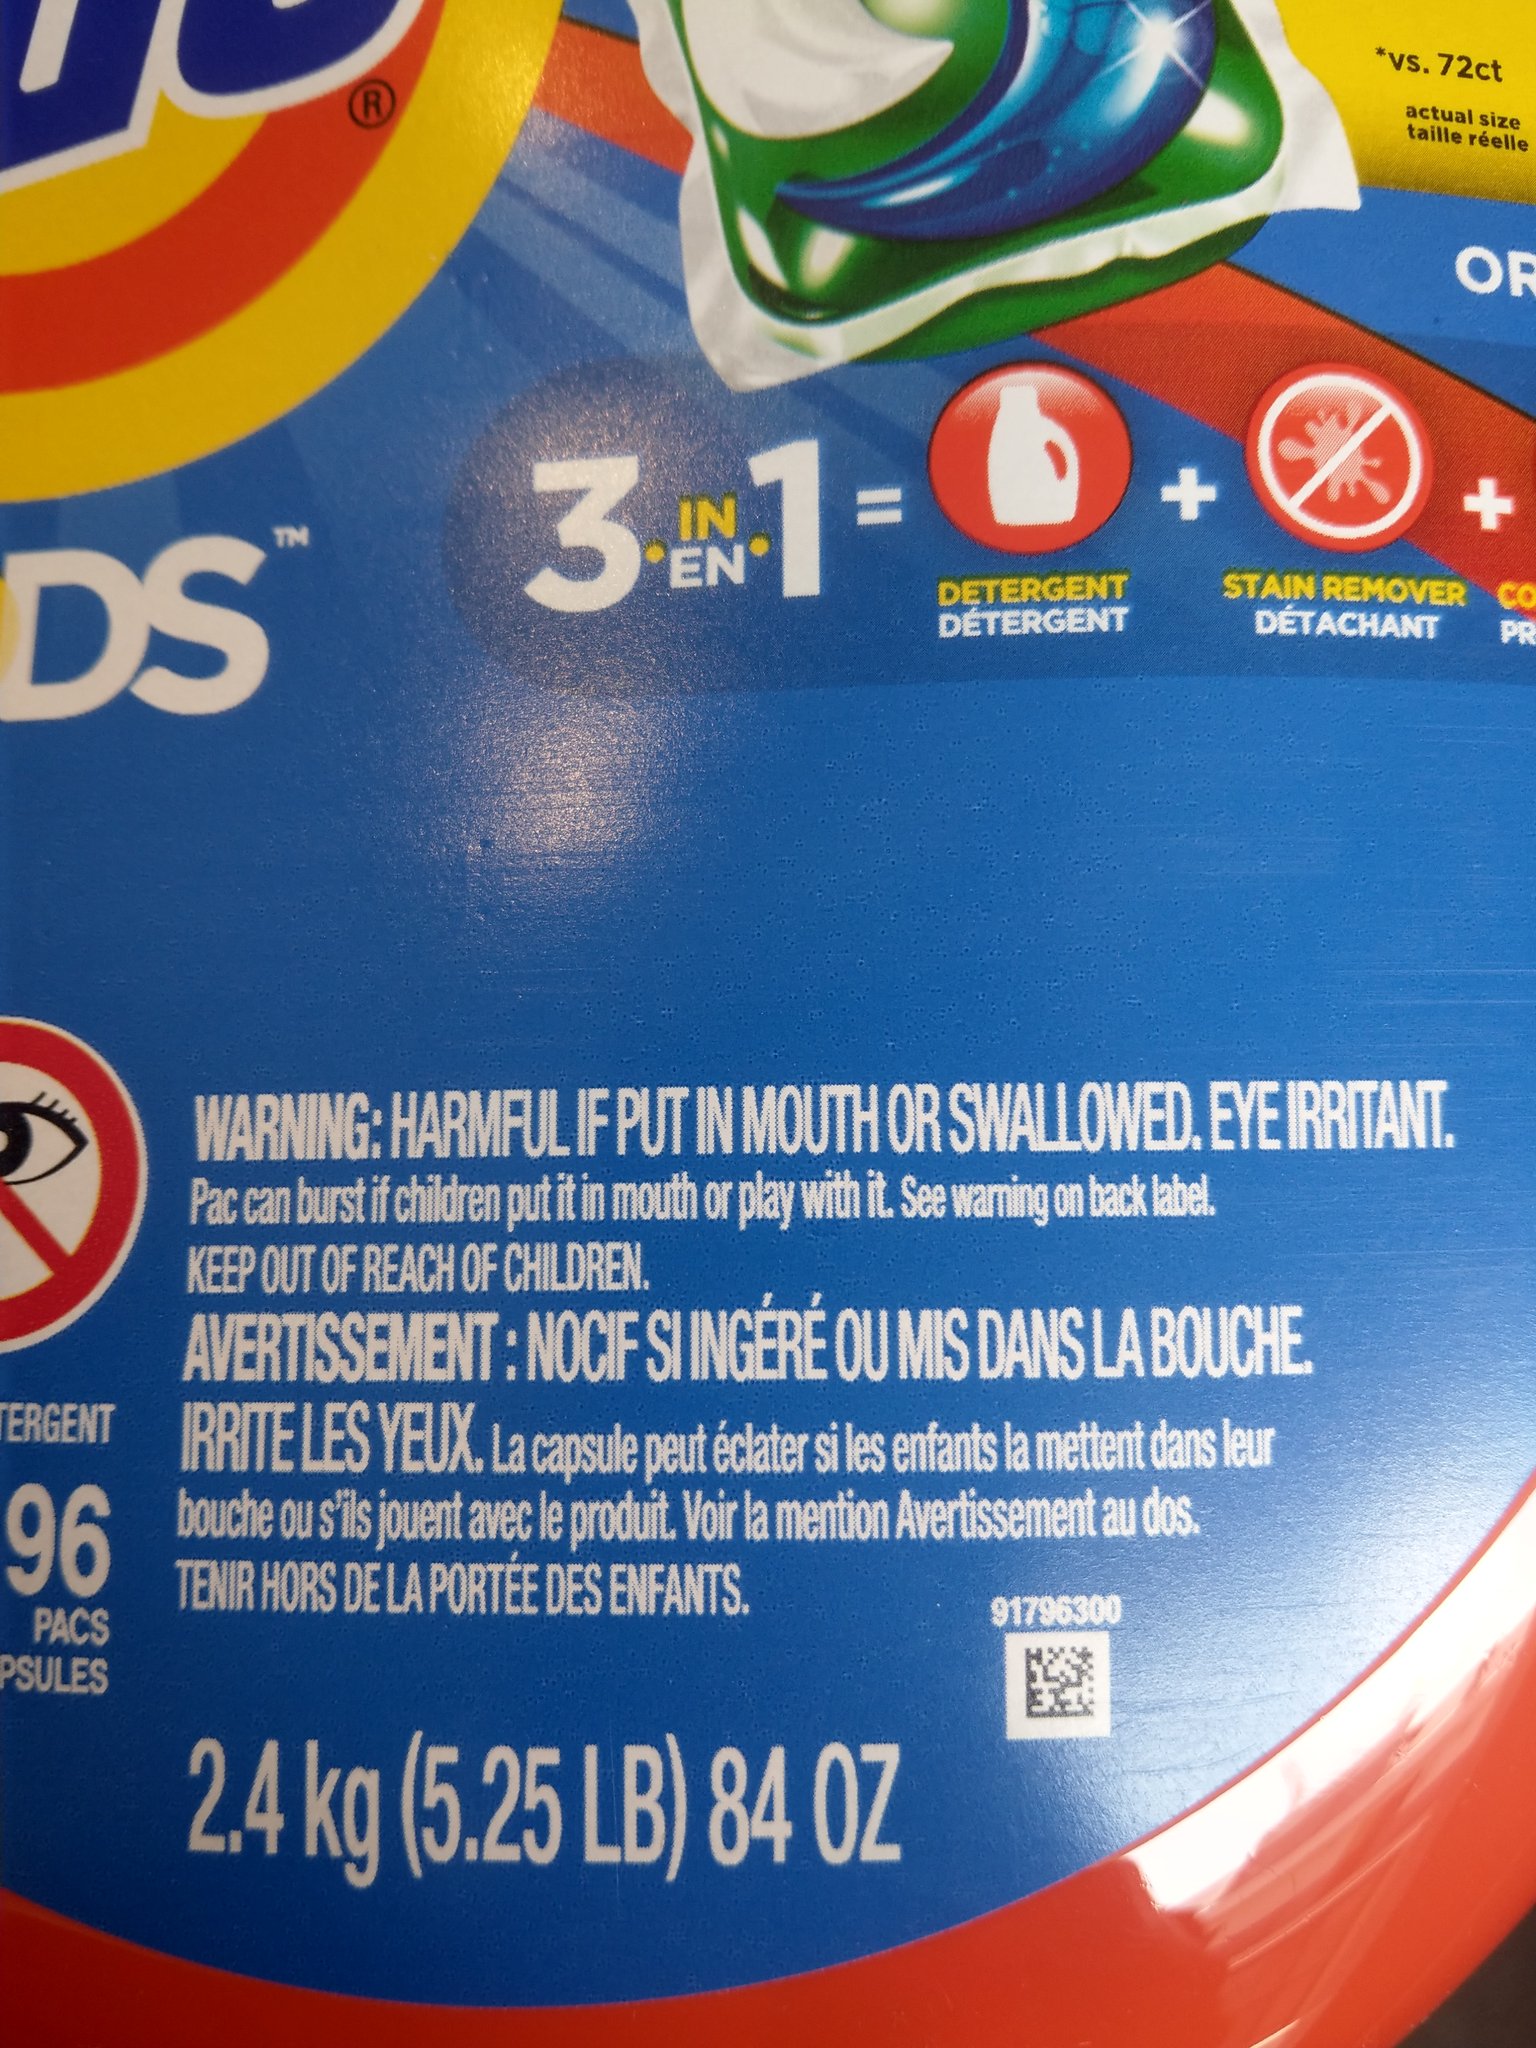 ®
*vs. 72ct
actual size
taille réelle
OR
DS™
3·IN·1 =
EN
+
+
DETERGENT
DÉTERGENT
STAIN REMOVER
DÉTACHANT
CO
PR
WARNING: HARMFUL IF PUT IN MOUTH OR SWALLOWED. EYE IRRITANT.
Pac can burst if children put it in mouth or play with it. See warning on back label.
KEEP OUT OF REACH OF CHILDREN.
AVERTISSEMENT : NOCIF SI INGÉRÉ OU MIS DANS LA BOUCHE.
IRRITE LES YEUX. La capsule peut éclater si les enfants la mettent dans leur
bouche ou s'ils jouent avec le produit. Voir la mention Avertissement au dos.
TENIR HORS DE LA PORTÉE DES ENFANTS.
TERGENT
96
PACS
PSULES
91796300
2.4 kg (5.25 LB) 84 OZ